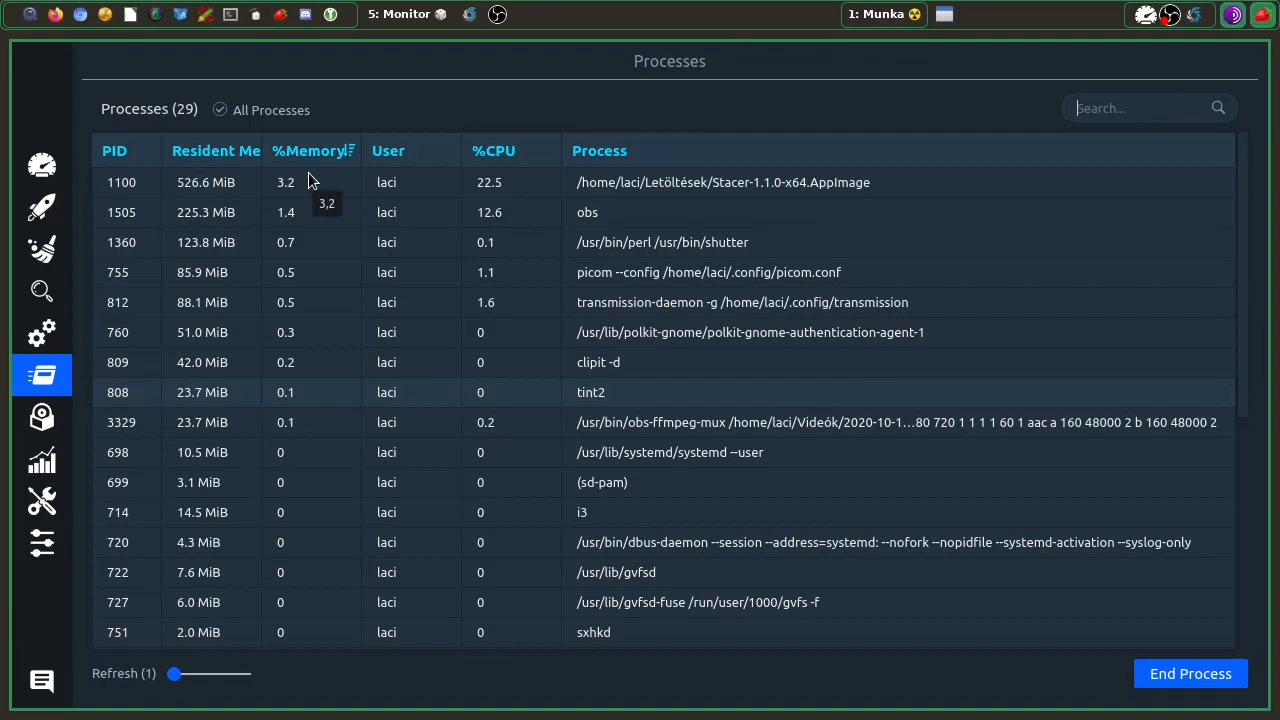 5: Monitor
1: Munka
Processes
Processes (29) All Processes Search...
PID Resident Me %Memory User %CPU Process
1100 526.6 MiB 3.2 laci 22.5 /home/laci/Letöltések/Stacer-1.1.0-x64.AppImage
3,2
1505 225.3 MiB 1.4 laci 12.6 obs
1360 123.8 MiB 0.7 laci 0.1 /usr/bin/perl /usr/bin/shutter
755 85.9 MiB 0.5 laci 1.1 picom --config /home/laci/.config/picom.conf
812 88.1 MiB 0.5 laci 1.6 transmission-daemon -g /home/laci/.config/transmission
760 51.0 MiB 0.3 laci 0 /usr/lib/polkit-gnome/polkit-gnome-authentication-agent-1
809 42.0 MiB 0.2 laci 0 clipit -d
808 23.7 MiB 0.1 laci 0 tint2
3329 23.7 MiB 0.1 laci 0.2 /usr/bin/obs-ffmpeg-mux /home/laci/Videók/2020-10-1...80 720 1 1 1 1 60 1 aac a 160 48000 2 b 160 48000 2
698 10.5 MiB 0 laci 0 /usr/lib/systemd/systemd --user
699 3.1 MiB 0 laci 0 (sd-pam)
714 14.5 MiB 0 laci 0 i3
720 4.3 MiB 0 laci 0 /usr/bin/dbus-daemon --session --address=systemd: --nofork --nopidfile --systemd-activation --syslog-only
722 7.6 MiB 0 laci 0 /usr/lib/gvfsd
727 6.0 MiB 0 laci 0 /usr/lib/gvfsd-fuse /run/user/1000/gvfs -f
751 2.0 MiB 0 laci 0 sxhkd
Refresh (1) End Process